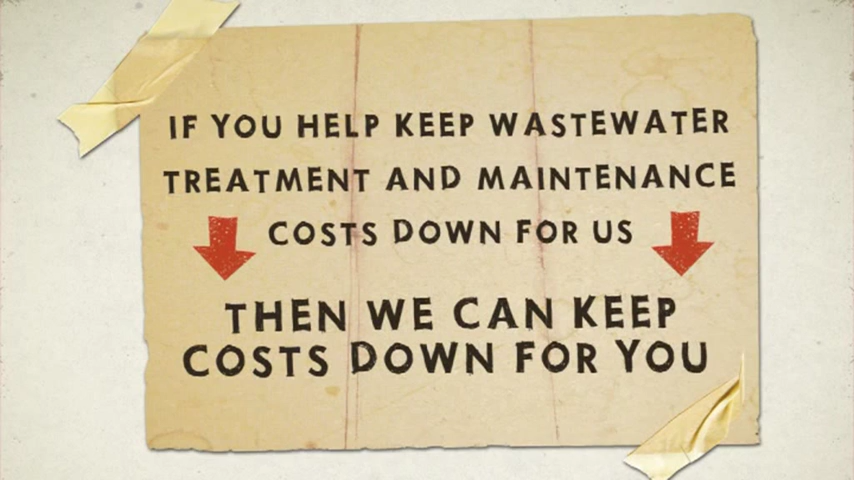 IF YOU HELP KEEP WASTEWATER
TREATMENT AND MAINTENANCE
COSTS DOWN FOR US
THEN WE CAN KEEP
COSTS DOWN FOR YOU